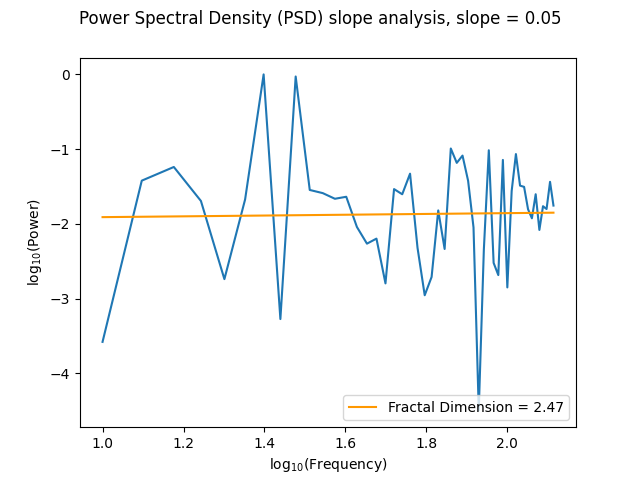 Power Spectral Density (PSD) slope analysis, slope = 0.05
0
−1
−2
−3
−4
log₁₀(Power)
Fractal Dimension = 2.47
1.0 1.2 1.4 1.6 1.8 2.0
log₁₀(Frequency)